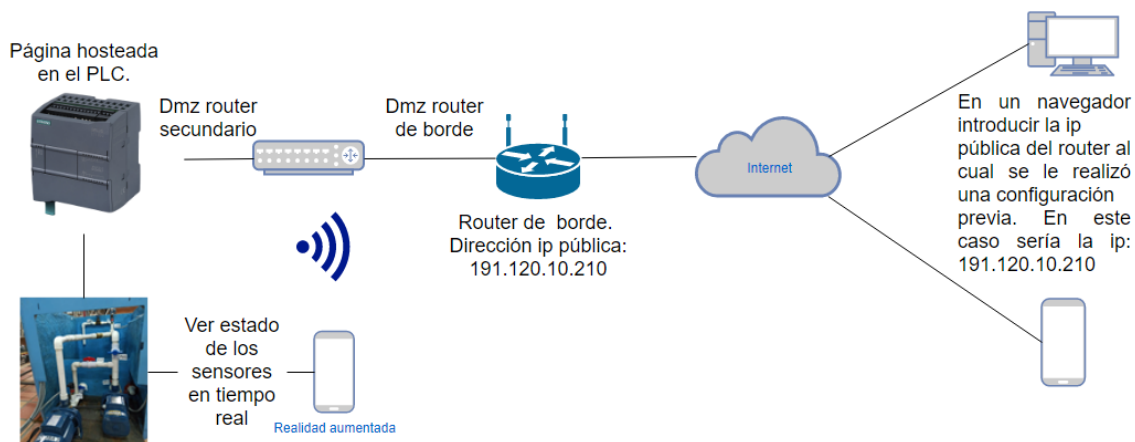 Página hosteada
en el PLC.
Dmz router
secundario
Dmz router
de borde
Internet
En un navegador
introducir la ip
pública del router al
cual se le realizó
una configuración
previa. En este
caso sería la ip:
191.120.10.210
Router de borde.
Dirección ip pública:
191.120.10.210
Ver estado
de los
sensores
en tiempo
real
Realidad aumentada